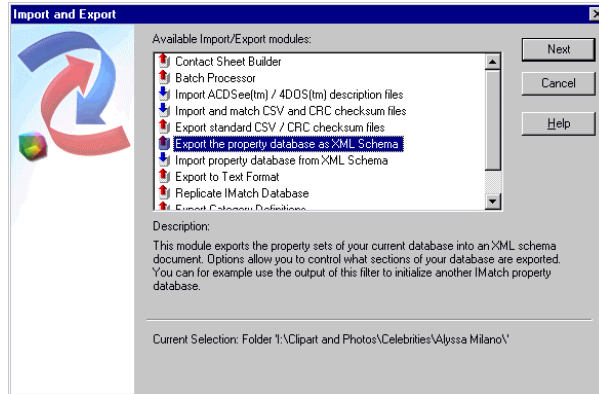 Import and Export
Available Import/Export modules:
Contact Sheet Builder
Batch Processor
Import ACDSee(tm) / 4DOS(tm) description files
Import and match CSV and CRC checksum files
Export standard CSV / CRC checksum files
Export the property database as XML Schema
Import property database from XML Schema
Export to Text Format
Replicate IMatch Database
Export Category Definitions
Next
Cancel
Help
Description:
This module exports the property sets of your current database into an XML schema
document. Options allow you to control what sections of your database are exported.
You can for example use the output of this filter to initialize another IMatch property
database.
Current Selection: Folder 'I:\Clipart and Photos\Celebrities\Alyssa Milano\'